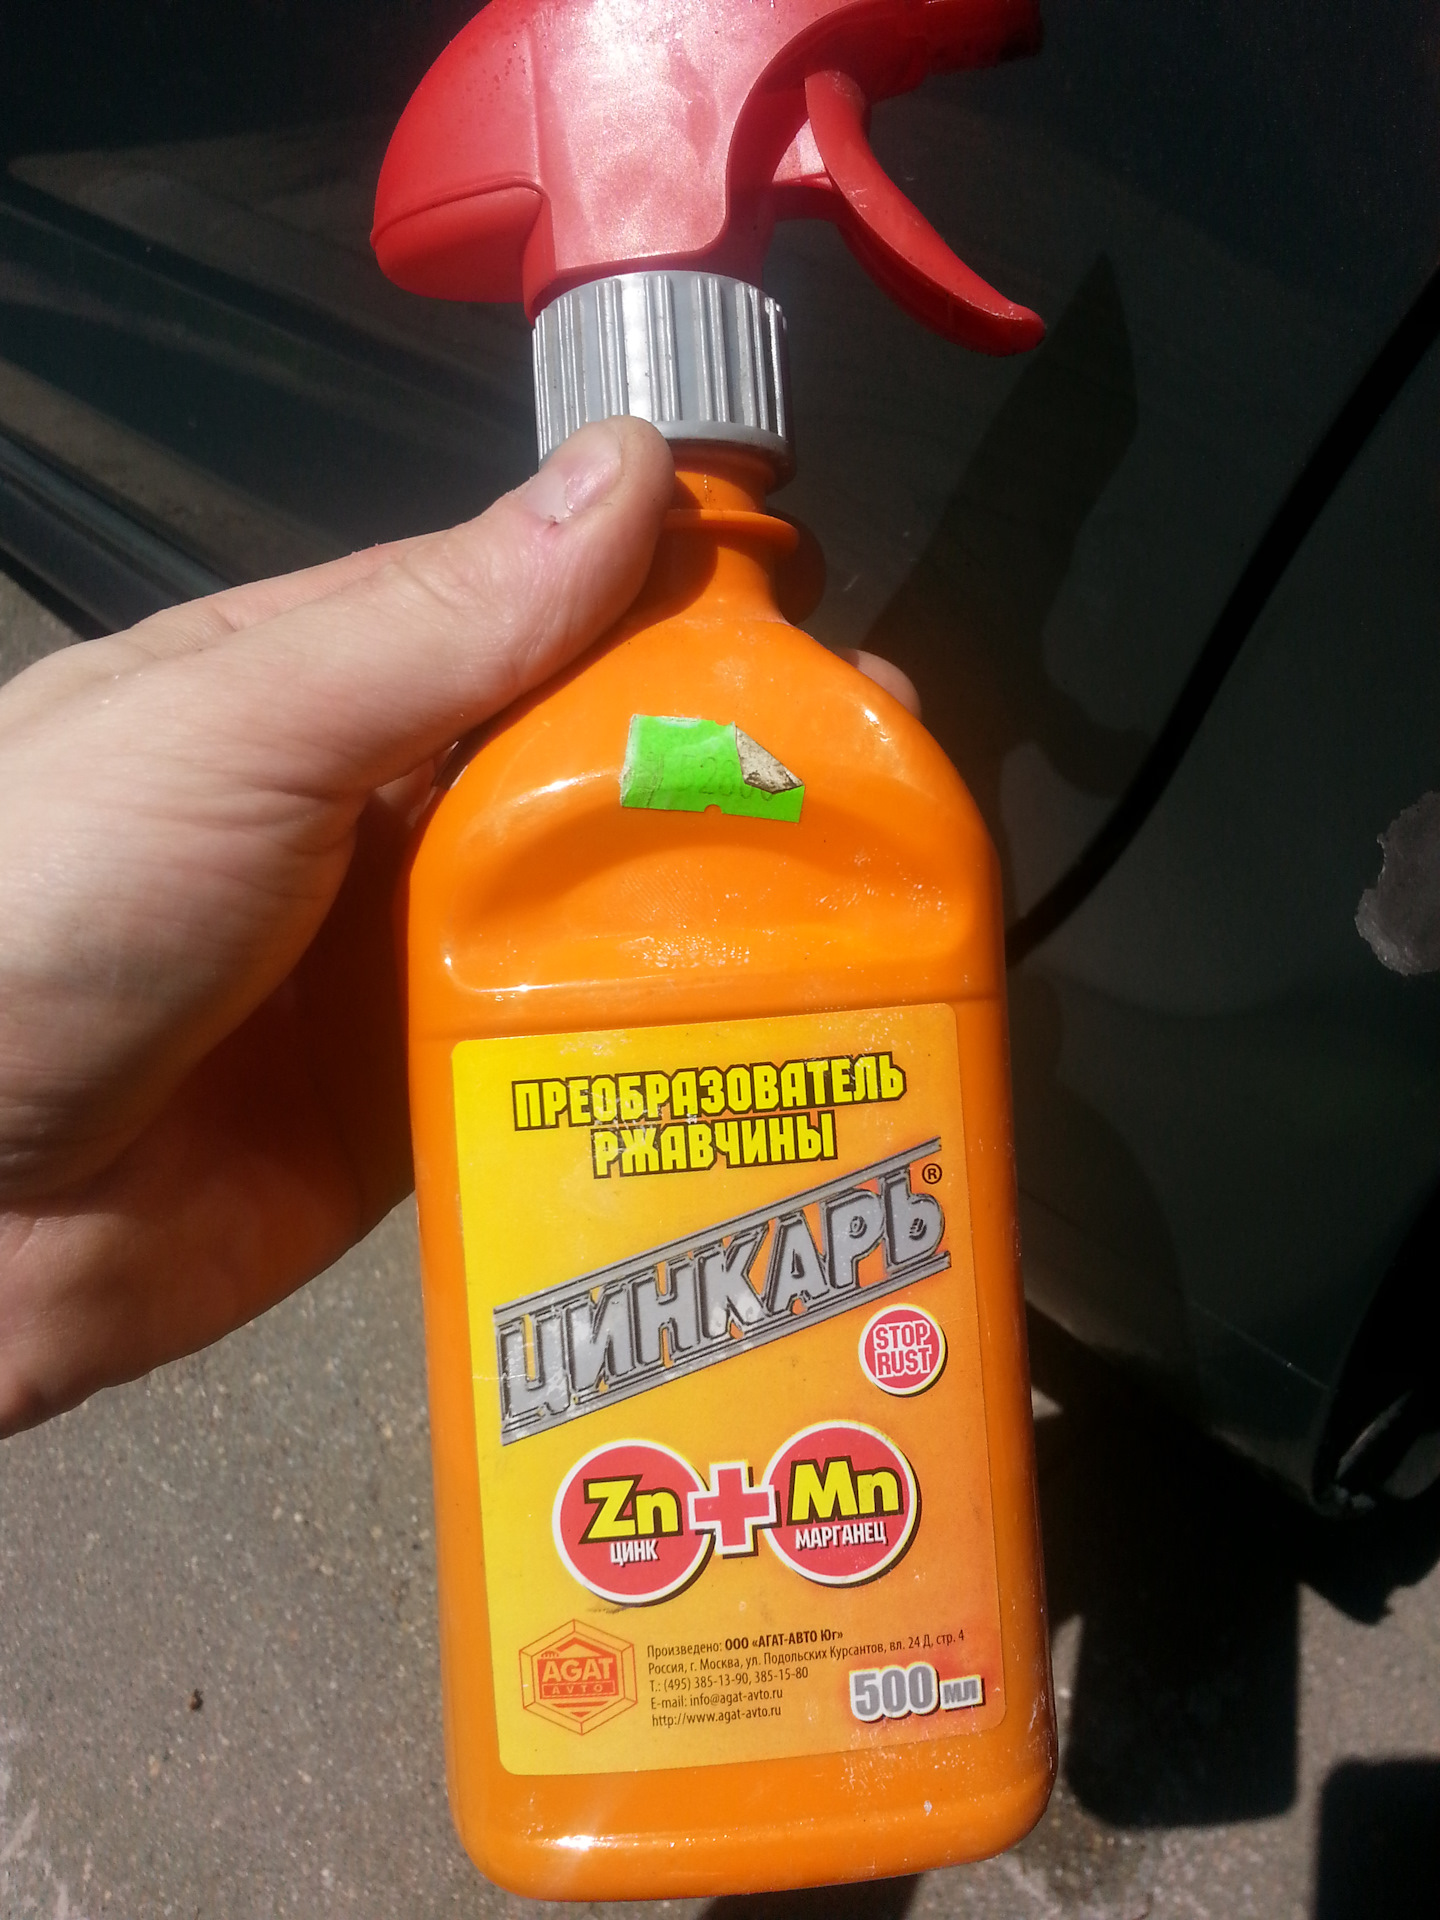 ПРЕОБРАЗОВАТЕЛЬ
РЖАВЧИНЫ
ЦИНКАРЬ®
STOP
RUST
Zn + Mn
ЦИНК МАРГАНЕЦ
AGAT
AVTO
Произведено: ООО «АГАТ-АВТО Юг»
Россия, г. Москва, ул. Подольских Курсантов, вл. 24 Д, стр. 4
Т.: (495) 385-13-90, 385-15-80
E-mail: info@agat-avto.ru
http://www.agat-avto.ru
500 мл